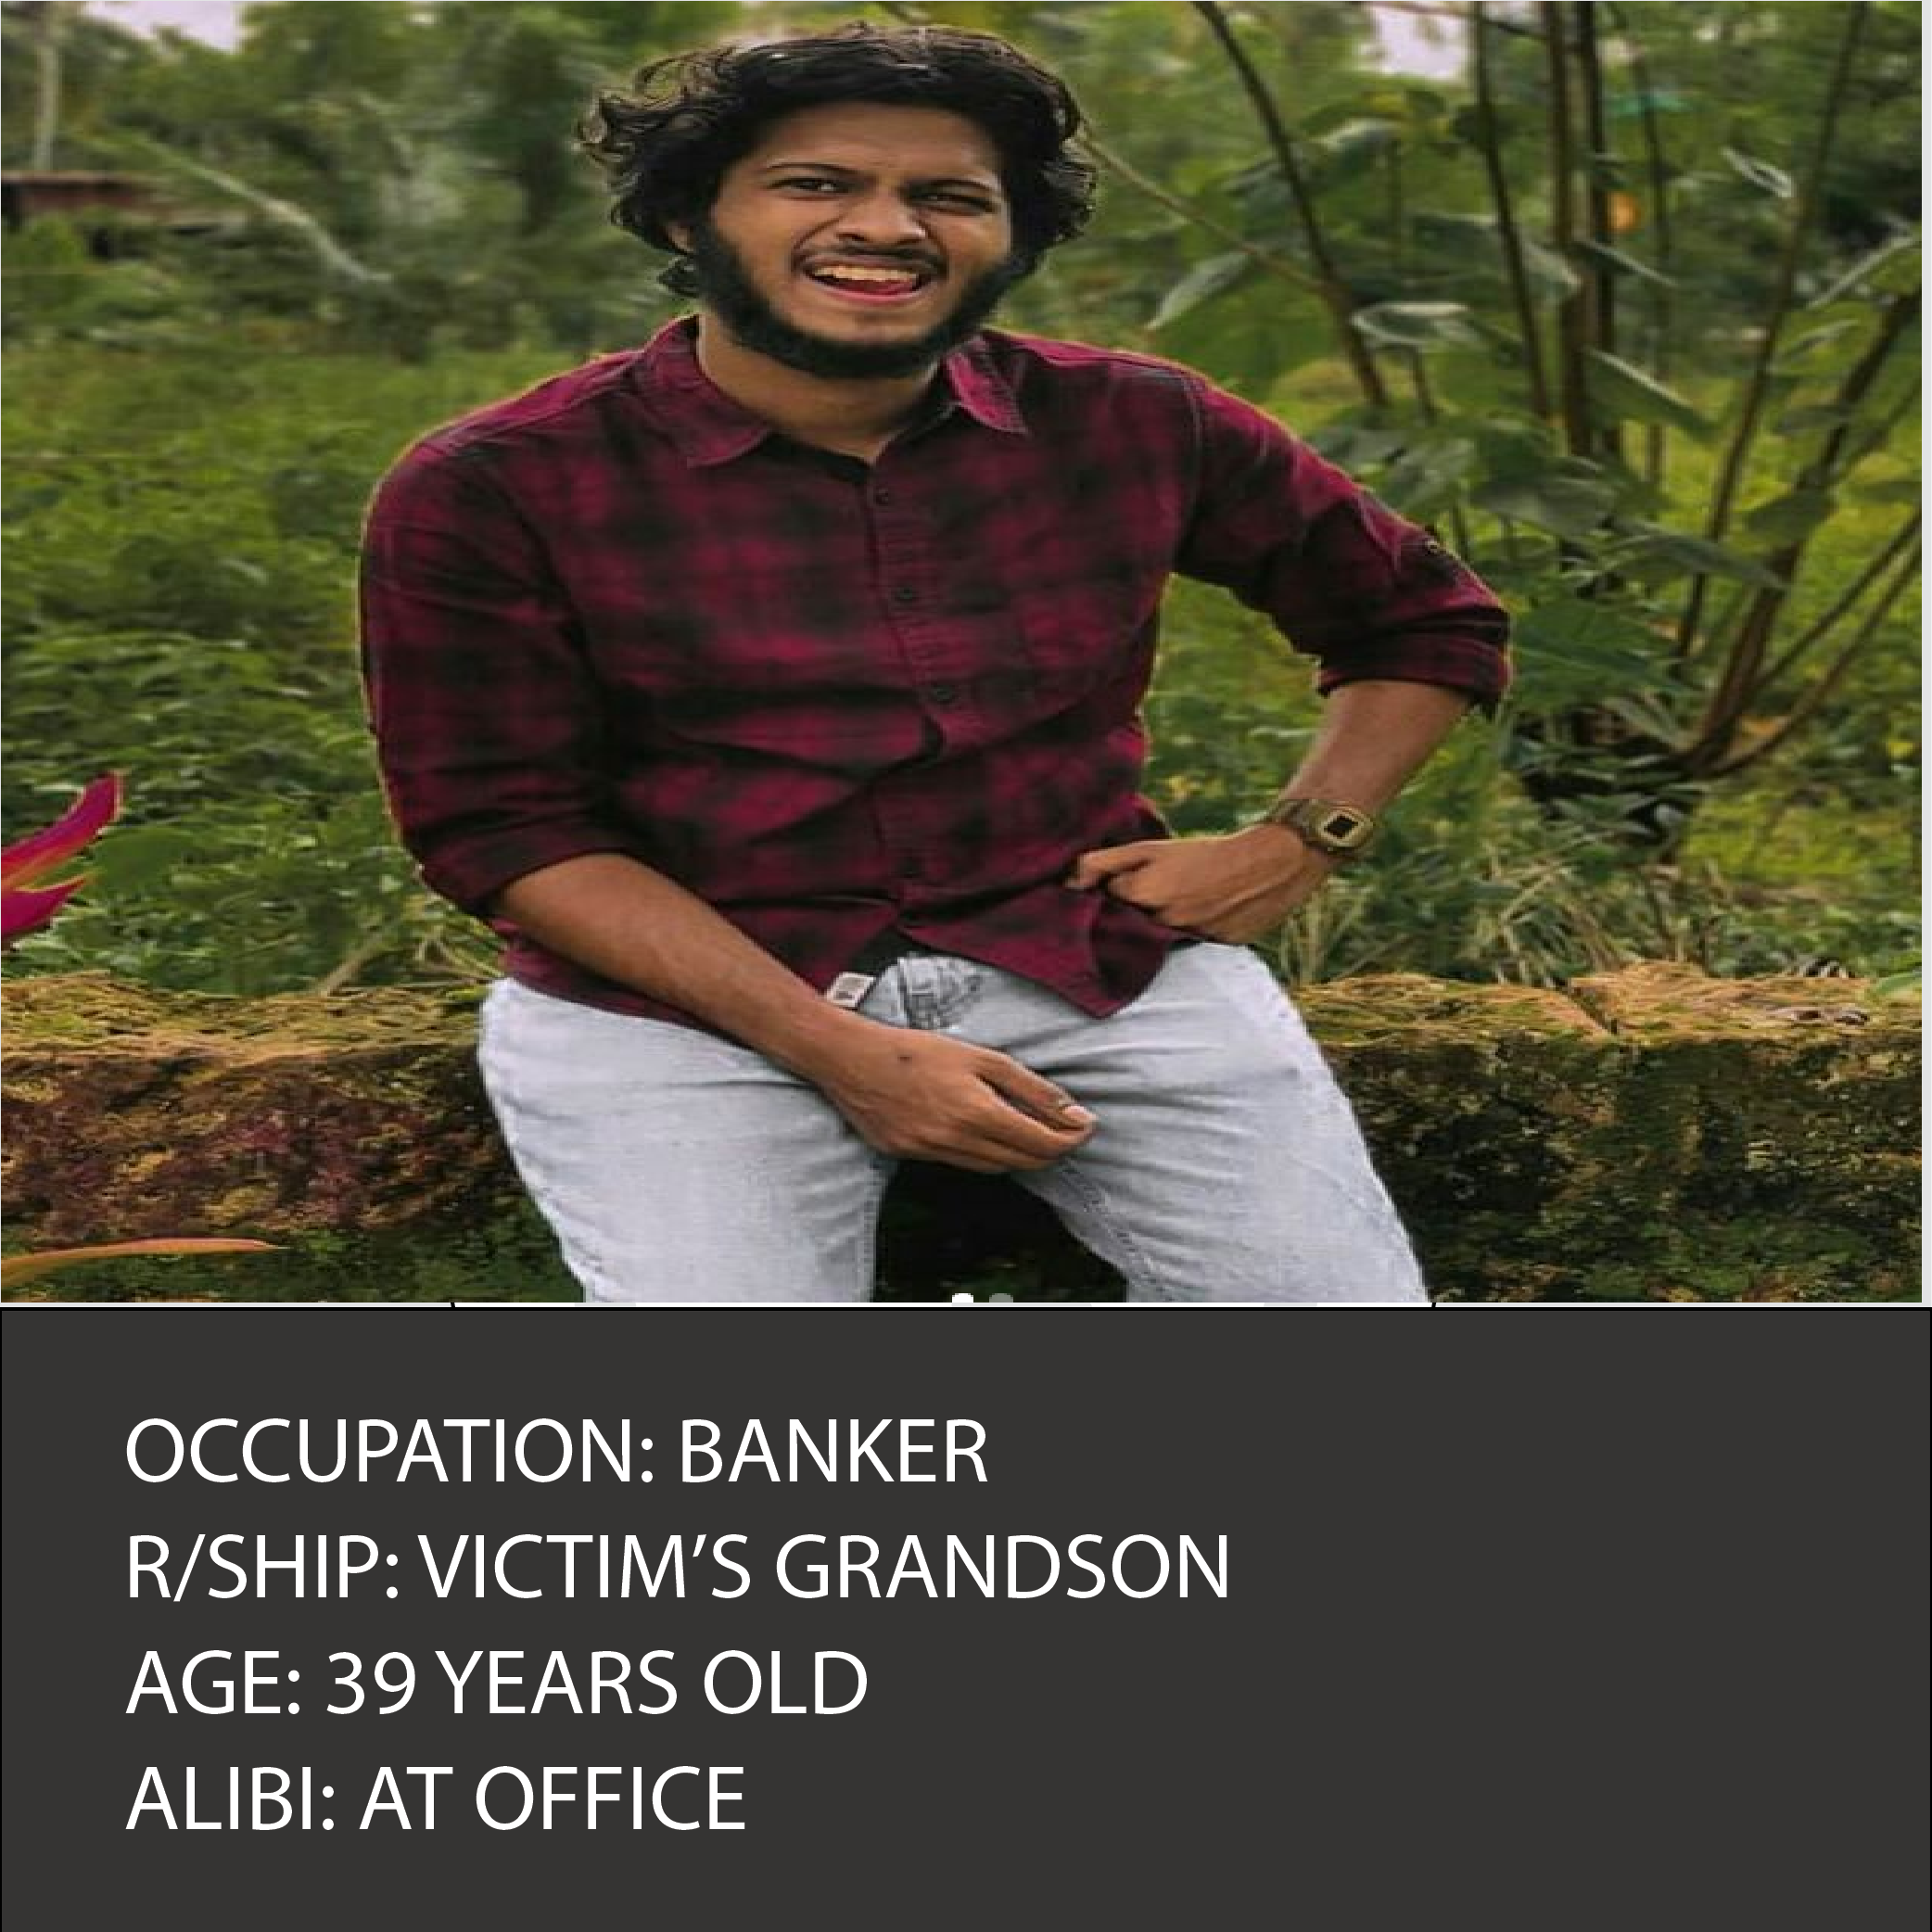 OCCUPATION: BANKER
R/SHIP: VICTIM’S GRANDSON
AGE: 39 YEARS OLD
ALIBI: AT OFFICE